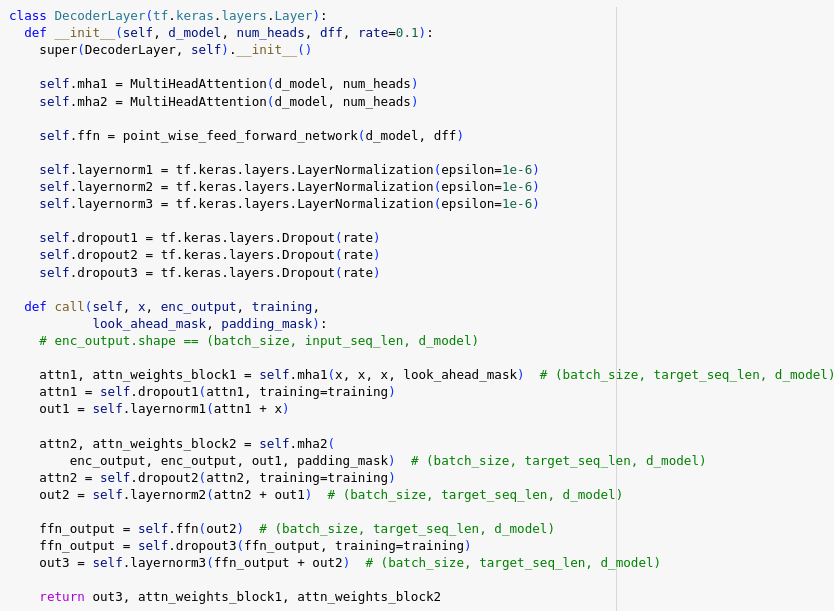 class DecoderLayer(tf.keras.layers.Layer):
  def __init__(self, d_model, num_heads, dff, rate=0.1):
    super(DecoderLayer, self).__init__()

    self.mha1 = MultiHeadAttention(d_model, num_heads)
    self.mha2 = MultiHeadAttention(d_model, num_heads)

    self.ffn = point_wise_feed_forward_network(d_model, dff)

    self.layernorm1 = tf.keras.layers.LayerNormalization(epsilon=1e-6)
    self.layernorm2 = tf.keras.layers.LayerNormalization(epsilon=1e-6)
    self.layernorm3 = tf.keras.layers.LayerNormalization(epsilon=1e-6)

    self.dropout1 = tf.keras.layers.Dropout(rate)
    self.dropout2 = tf.keras.layers.Dropout(rate)
    self.dropout3 = tf.keras.layers.Dropout(rate)

  def call(self, x, enc_output, training,
           look_ahead_mask, padding_mask):
    # enc_output.shape == (batch_size, input_seq_len, d_model)

    attn1, attn_weights_block1 = self.mha1(x, x, x, look_ahead_mask)  # (batch_size, target_seq_len, d_model)
    attn1 = self.dropout1(attn1, training=training)
    out1 = self.layernorm1(attn1 + x)

    attn2, attn_weights_block2 = self.mha2(
        enc_output, enc_output, out1, padding_mask)  # (batch_size, target_seq_len, d_model)
    attn2 = self.dropout2(attn2, training=training)
    out2 = self.layernorm2(attn2 + out1)  # (batch_size, target_seq_len, d_model)

    ffn_output = self.ffn(out2)  # (batch_size, target_seq_len, d_model)
    ffn_output = self.dropout3(ffn_output, training=training)
    out3 = self.layernorm3(ffn_output + out2)  # (batch_size, target_seq_len, d_model)

    return out3, attn_weights_block1, attn_weights_block2